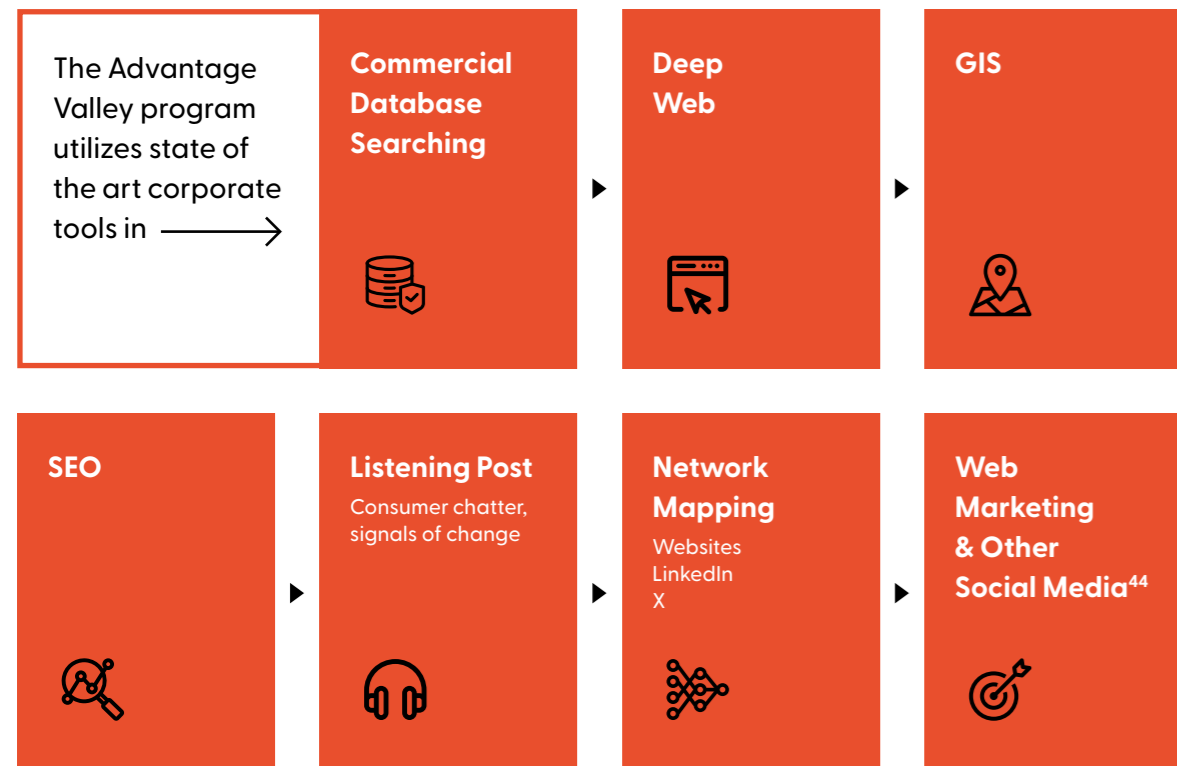 The Advantage
Valley program
utilizes state of
the art corporate
tools in
Commercial
Database
Searching
Deep
Web
GIS
SEO
Listening Post
Consumer chatter,
signals of change
Network
Mapping
Websites
LinkedIn
X
Web
Marketing
& Other
Social Media⁴⁴